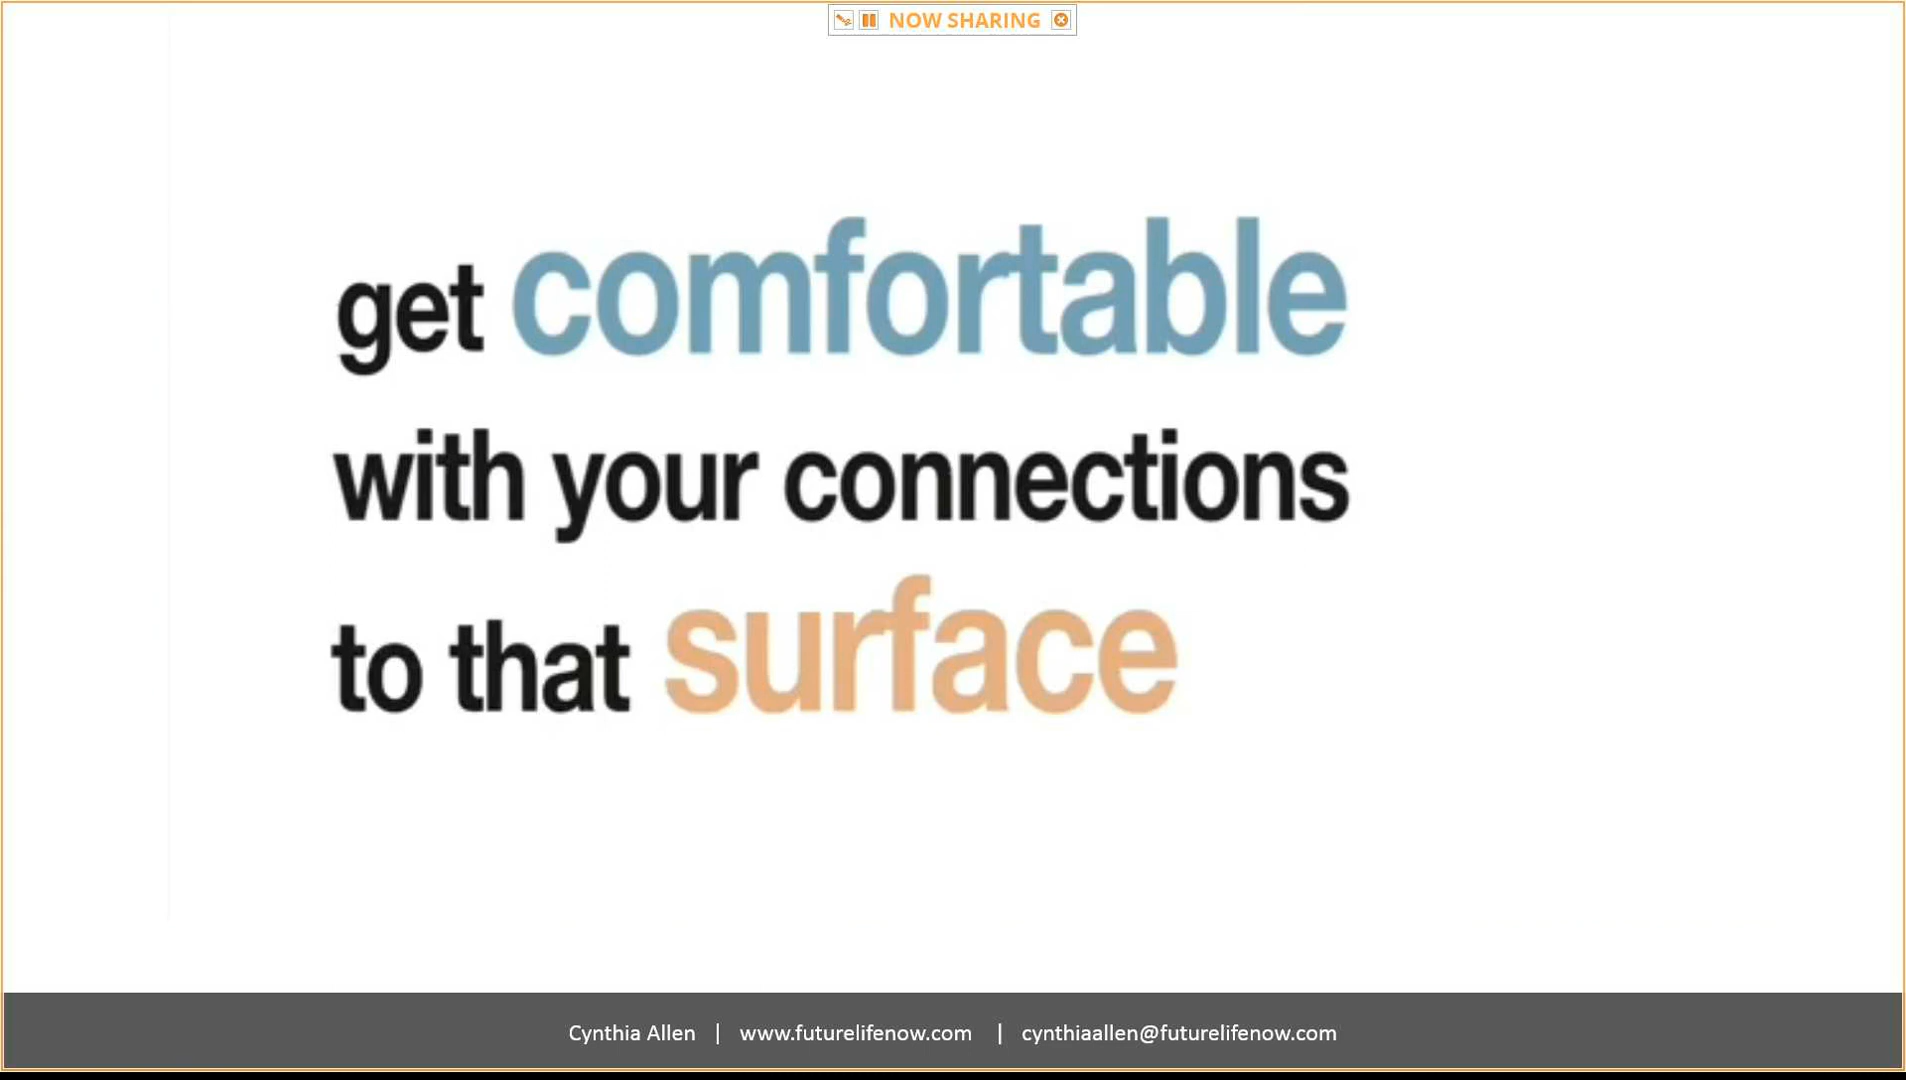 NOW SHARING
get comfortable
with your connections
to that surface
Cynthia Allen | www.futurelifenow.com | cynthiaallen@futurelifenow.com